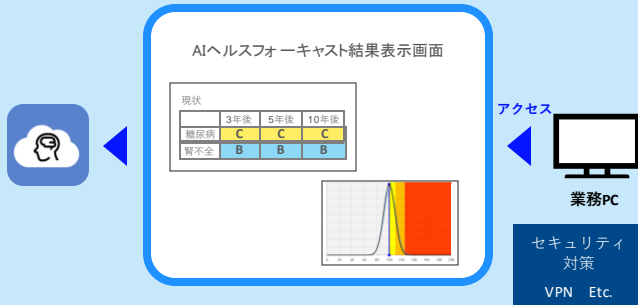 AIヘルスフォーキャスト結果表示画面
現状
3年後 5年後 10年後
糖尿病 C C C
腎不全 B B B
アクセス
業務PC
セキュリティ
対策
VPN Etc.